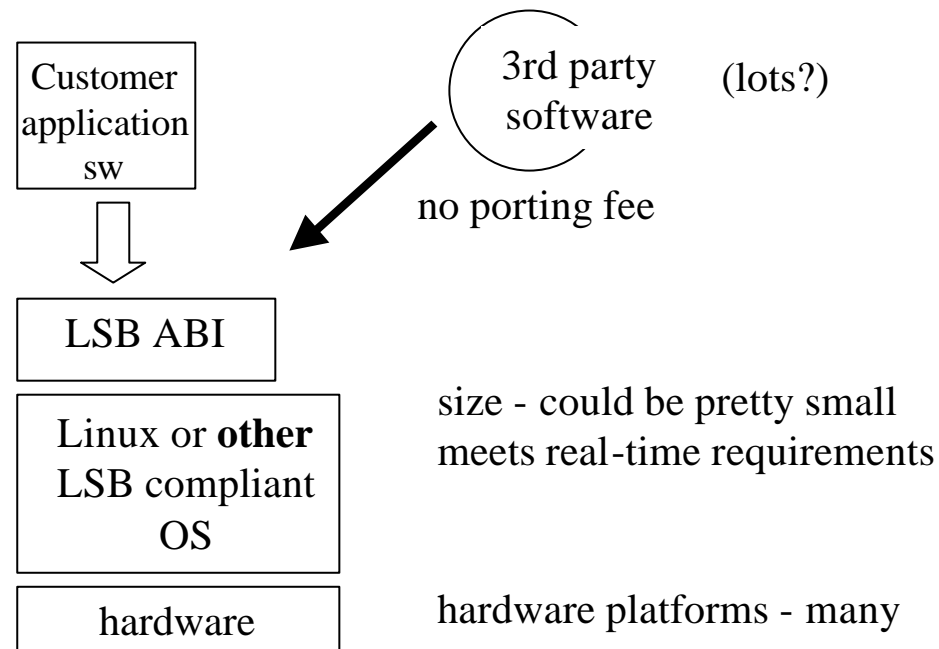 Customer
application
sw
3rd party
software
(lots?)
no porting fee
LSB ABI
Linux or other
LSB compliant
OS
size - could be pretty small
meets real-time requirements
hardware
hardware platforms - many